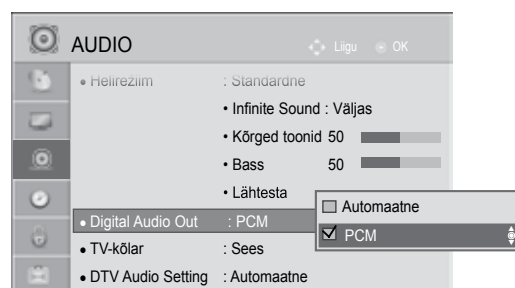 AUDIO
Liigu OK
• Helirežiim : Standardne
• Infinite Sound : Väljas
• Kõrged toonid 50
• Bass 50
• Lähtesta
• Digital Audio Out : PCM
• TV-kõlar : Sees
• DTV Audio Setting : Automaatne
Automaatne
PCM